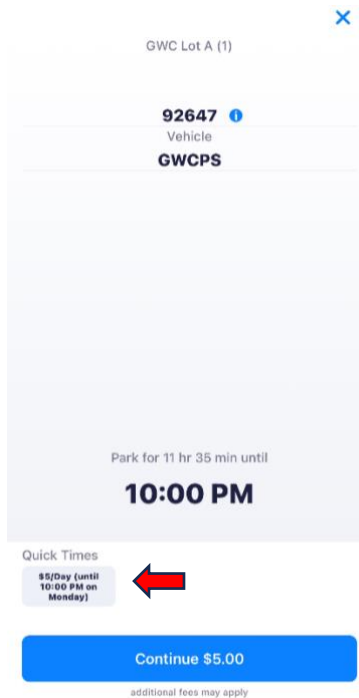 GWC Lot A (1)
92647
Vehicle
GWCPS
Park for 11 hr 35 min until
10:00 PM
Quick Times
$5/Day (until
10:00 PM on
Monday)
Continue $5.00
additional fees may apply